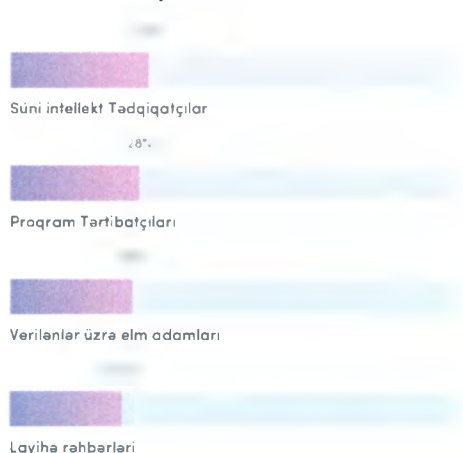 Süni intellekt Tədqiqatçılar
Proqram Tərtibatçıları
Verilənlər üzrə elm adamları
Layihə rəhbərləri